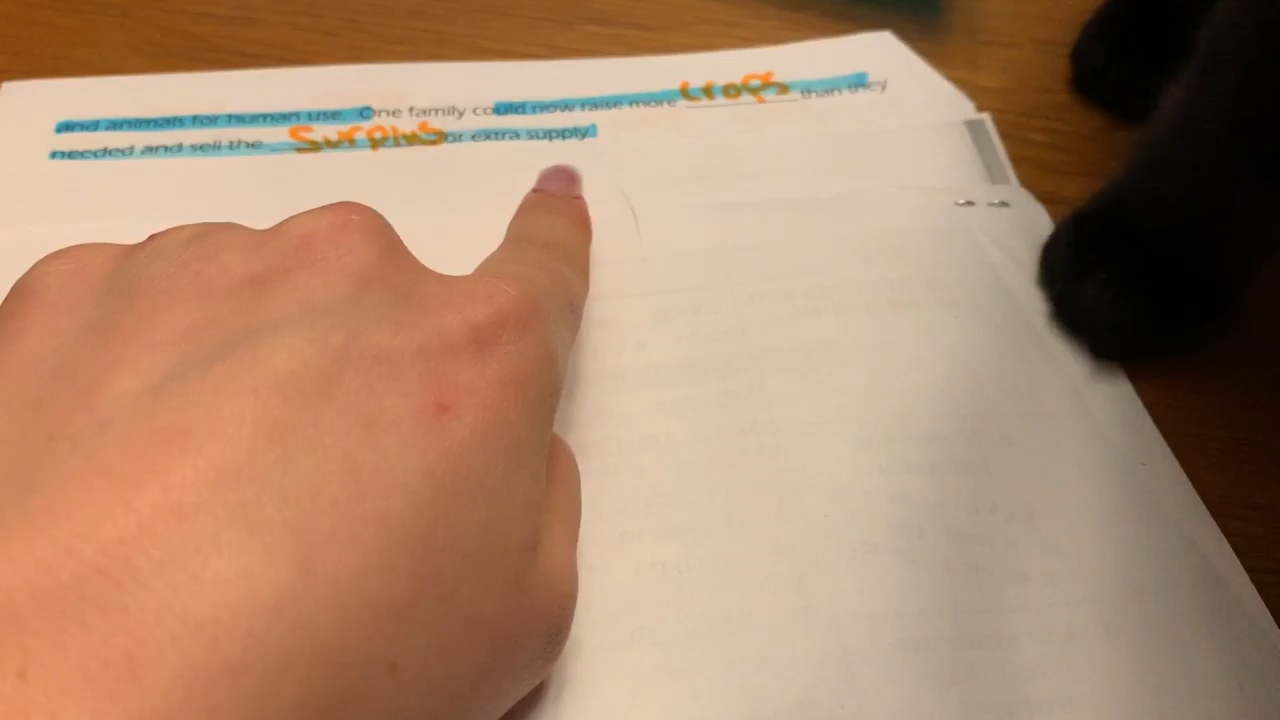 and animals for human use. One family could now raise more crops than they
needed and sell the Surplus or extra supply